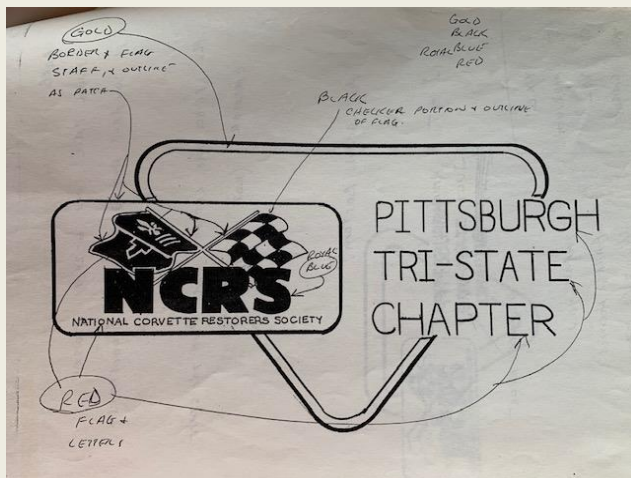 GOLD
BORDER & FLAG
STAFF, & OUTLINE
AS PATCH
GOLD
BLACK
ROYAL BLUE
RED
BLACK
CHECKER PORTION & OUTLINE
OF FLAG.
ROYAL
BLUE
NCRS
NATIONAL CORVETTE RESTORERS SOCIETY
PITTSBURGH
TRI-STATE
CHAPTER
RED
FLAG &
LETTERS